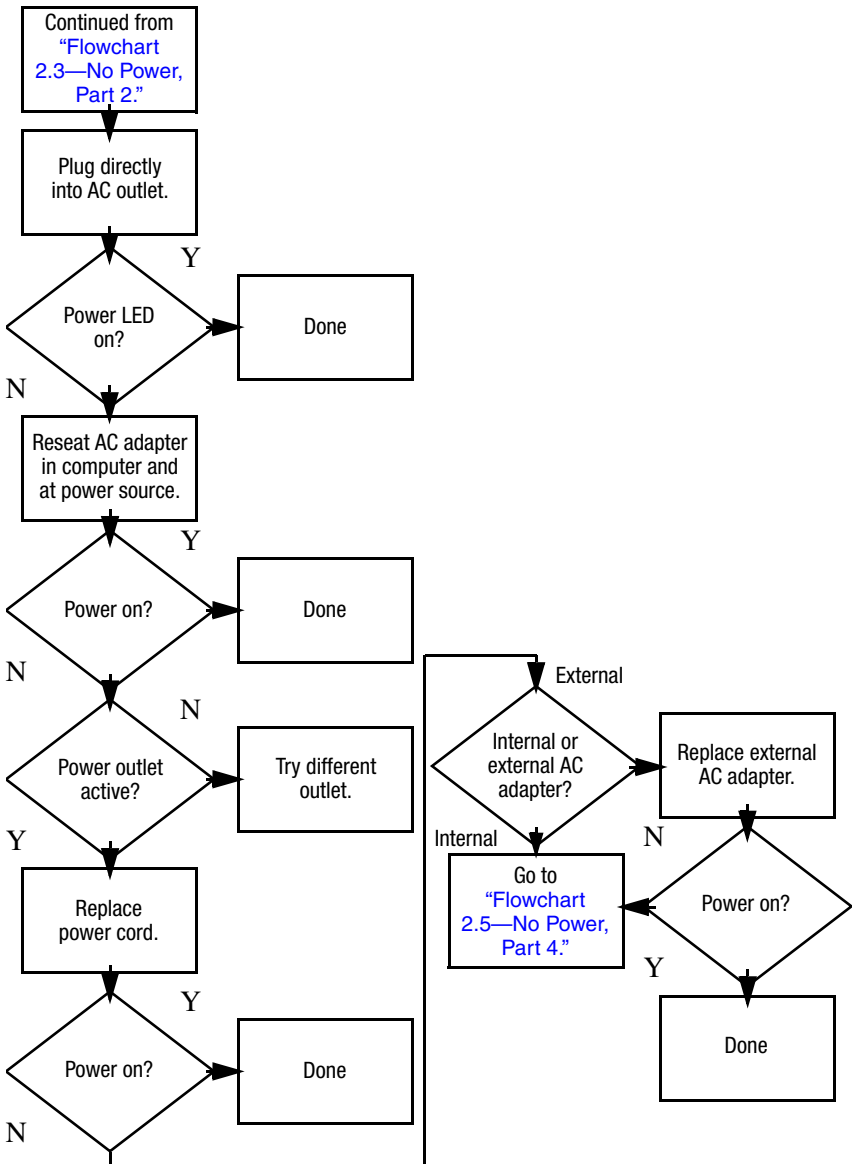 Continued from
“Flowchart
2.3—No Power,
Part 2.”
Plug directly
into AC outlet.
Y
Power LED
on?
Done
N
Reseat AC adapter
in computer and
at power source.
Y
Power on?
Done
N
N
Power outlet
active?
Try different
outlet.
Y
Replace
power cord.
Y
Power on?
Done
N
External
Internal or
external AC
adapter?
Replace external
AC adapter.
Internal
N
Go to
“Flowchart
2.5—No Power,
Part 4.”
Power on?
Y
Done